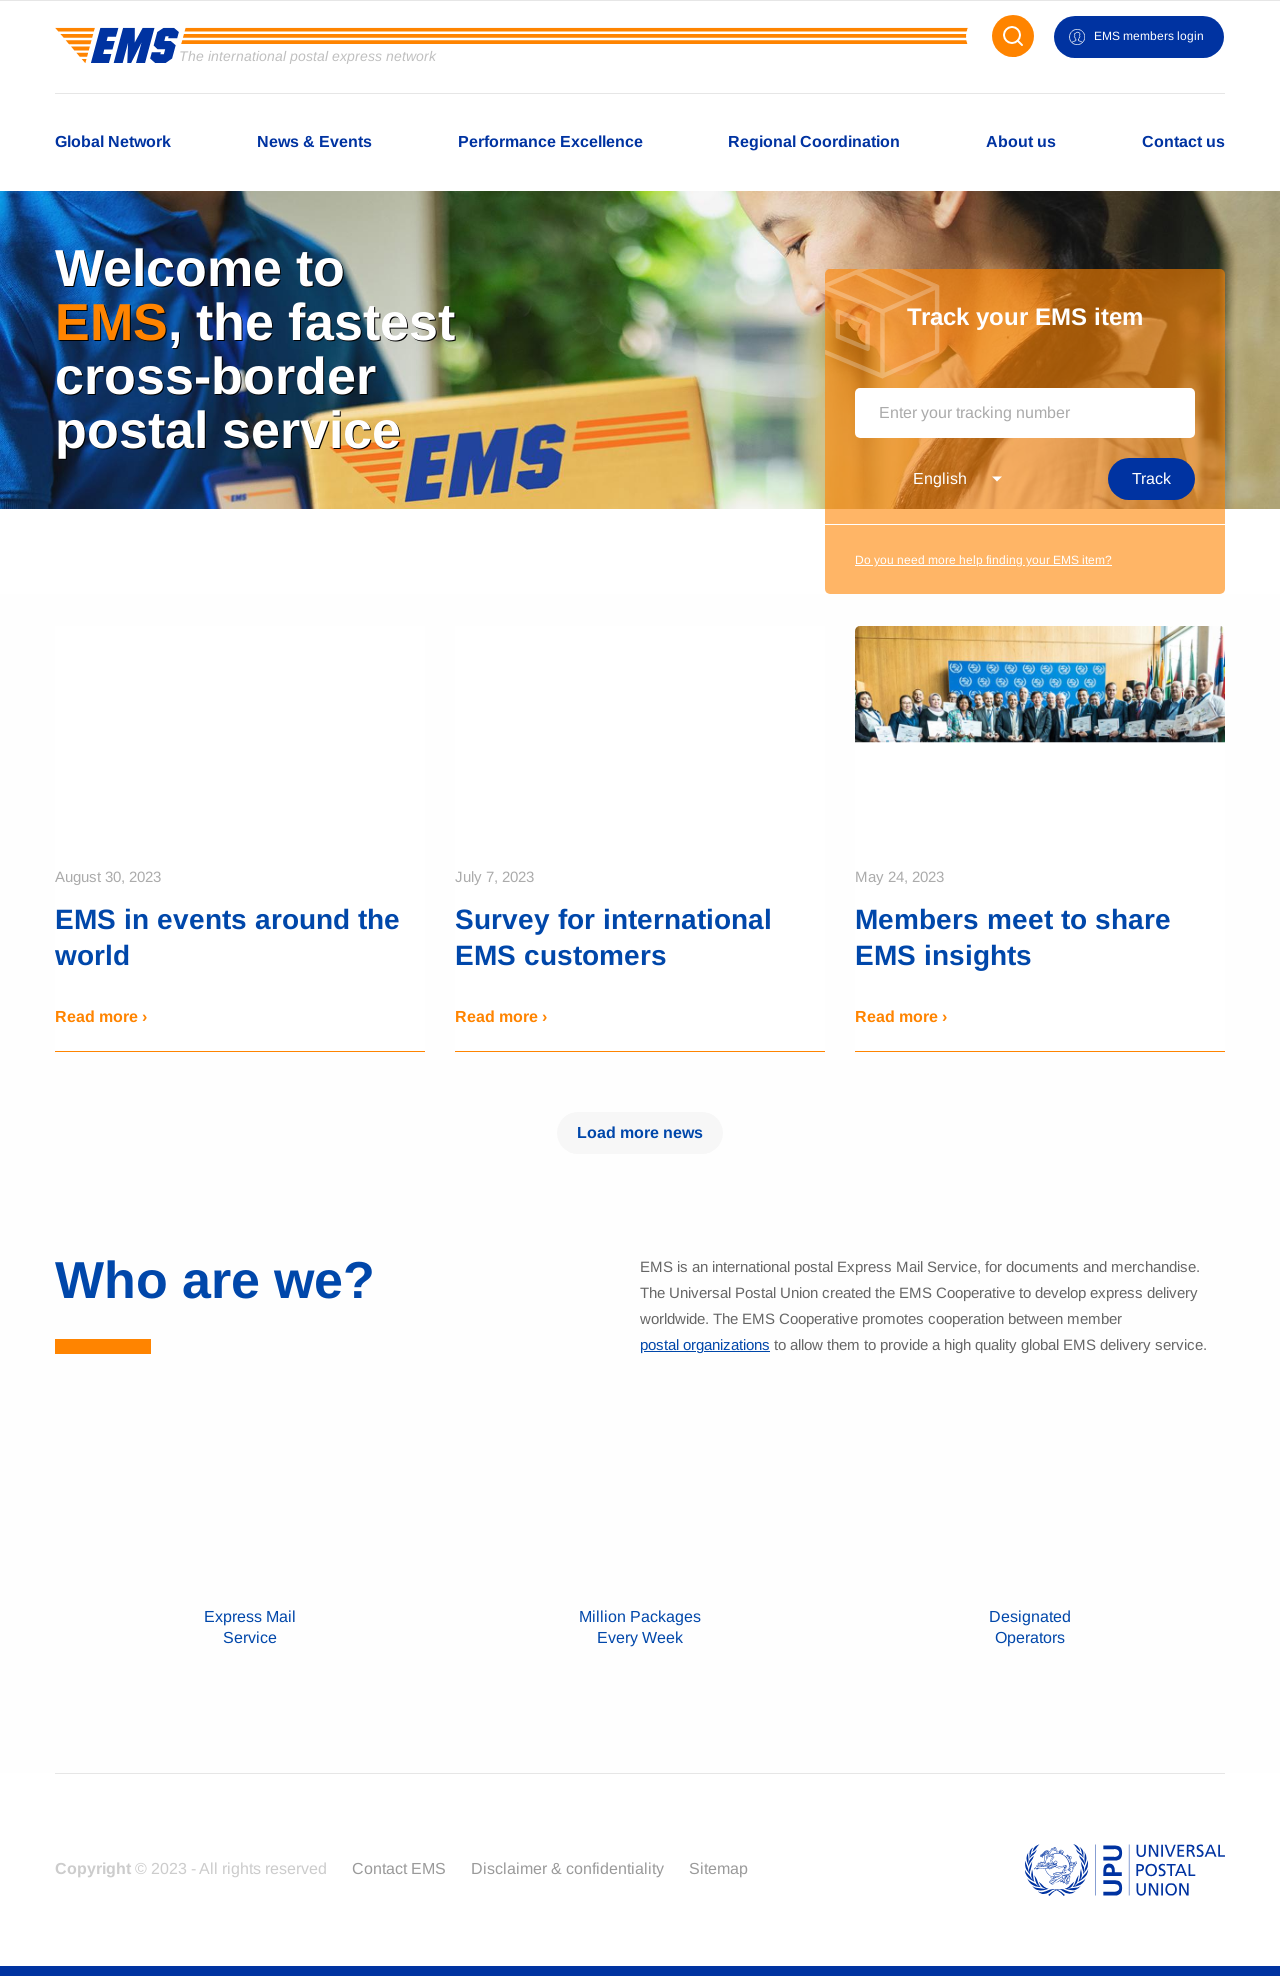 EMS
The international postal express network
EMS members login
Global Network
News & Events
Performance Excellence
Regional Coordination
About us
Contact us
Welcome to
EMS, the fastest
cross-border
postal service
EMS
EMS
Track your EMS item
Enter your tracking number
English
Track
Do you need more help finding your EMS item?
August 30, 2023
EMS in events around the
world
Read more ›
July 7, 2023
Survey for international
EMS customers
Read more ›
May 24, 2023
Members meet to share
EMS insights
Read more ›
Load more news
Who are we?
EMS is an international postal Express Mail Service, for documents and merchandise.
The Universal Postal Union created the EMS Cooperative to develop express delivery
worldwide. The EMS Cooperative promotes cooperation between member
postal organizations to allow them to provide a high quality global EMS delivery service.
Express Mail
Service
Million Packages
Every Week
Designated
Operators
Copyright © 2023 - All rights reserved
Contact EMS
Disclaimer & confidentiality
Sitemap
UPU
UNIVERSAL
POSTAL
UNION